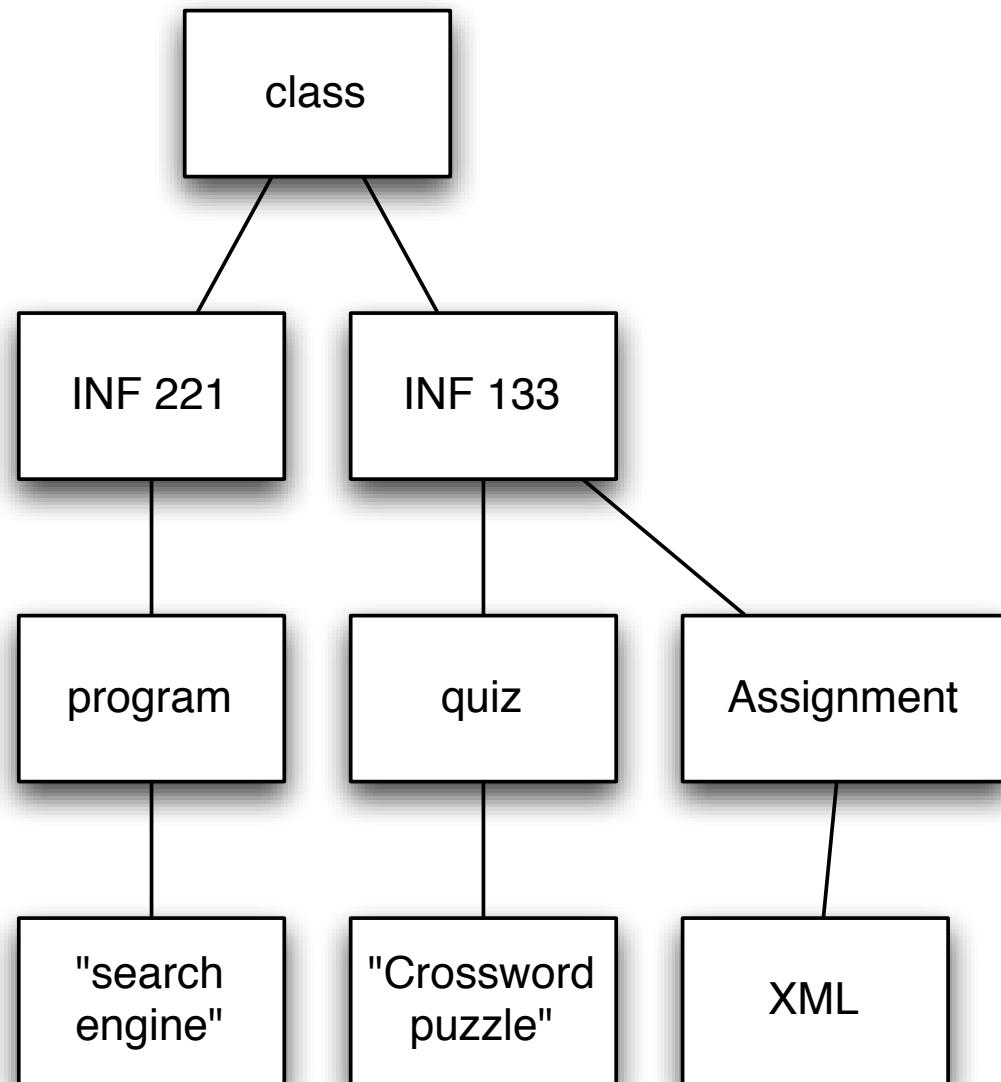 class
INF 221
INF 133
program
quiz
Assignment
"search
engine"
"Crossword
puzzle"
XML